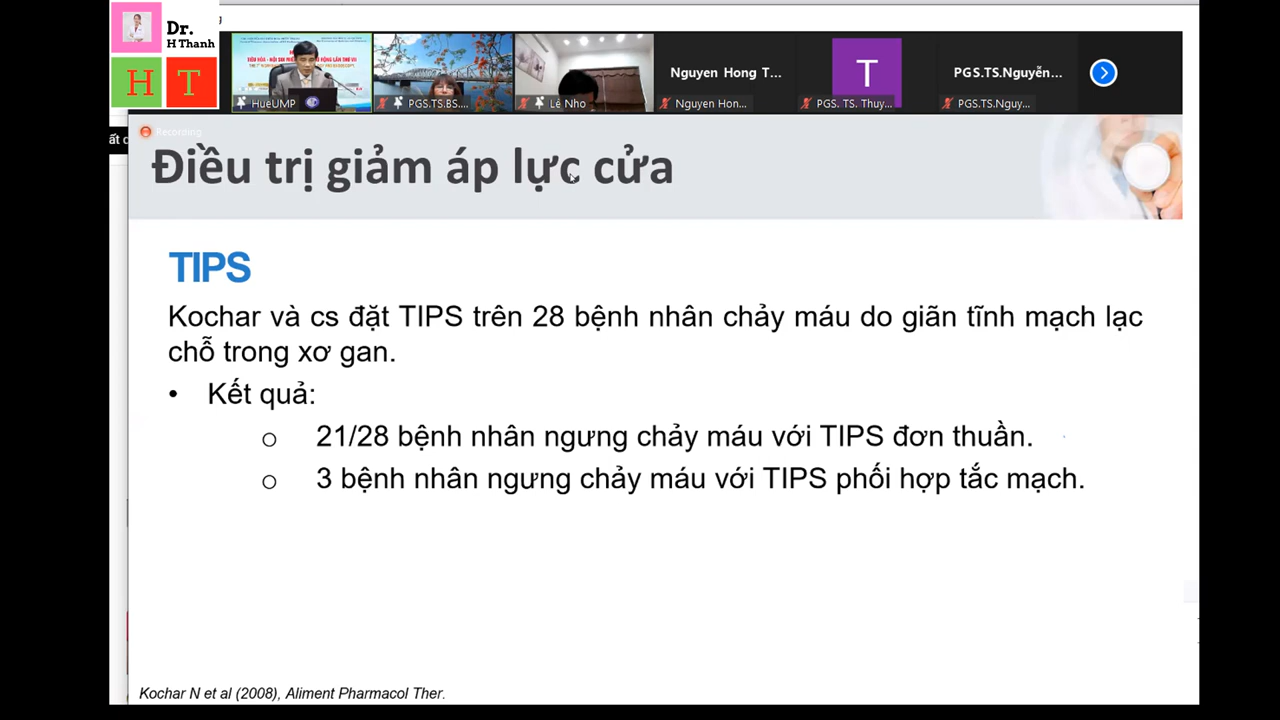 Dr.
H Thanh
H T
HueUMP
PGS.TS.BS....
Lê Nho
Nguyen Hong T...
Nguyen Hon...
T
PGS. TS. Thuy...
PGS.TS.Nguyễn...
PGS.TS.Nguy...
Recording
Điều trị giảm áp lực cửa
TIPS
Kochar và cs đặt TIPS trên 28 bệnh nhân chảy máu do giãn tĩnh mạch lạc
chỗ trong xơ gan.
• Kết quả:
o 21/28 bệnh nhân ngưng chảy máu với TIPS đơn thuần.
o 3 bệnh nhân ngưng chảy máu với TIPS phối hợp tắc mạch.
Kochar N et al (2008), Aliment Pharmacol Ther.